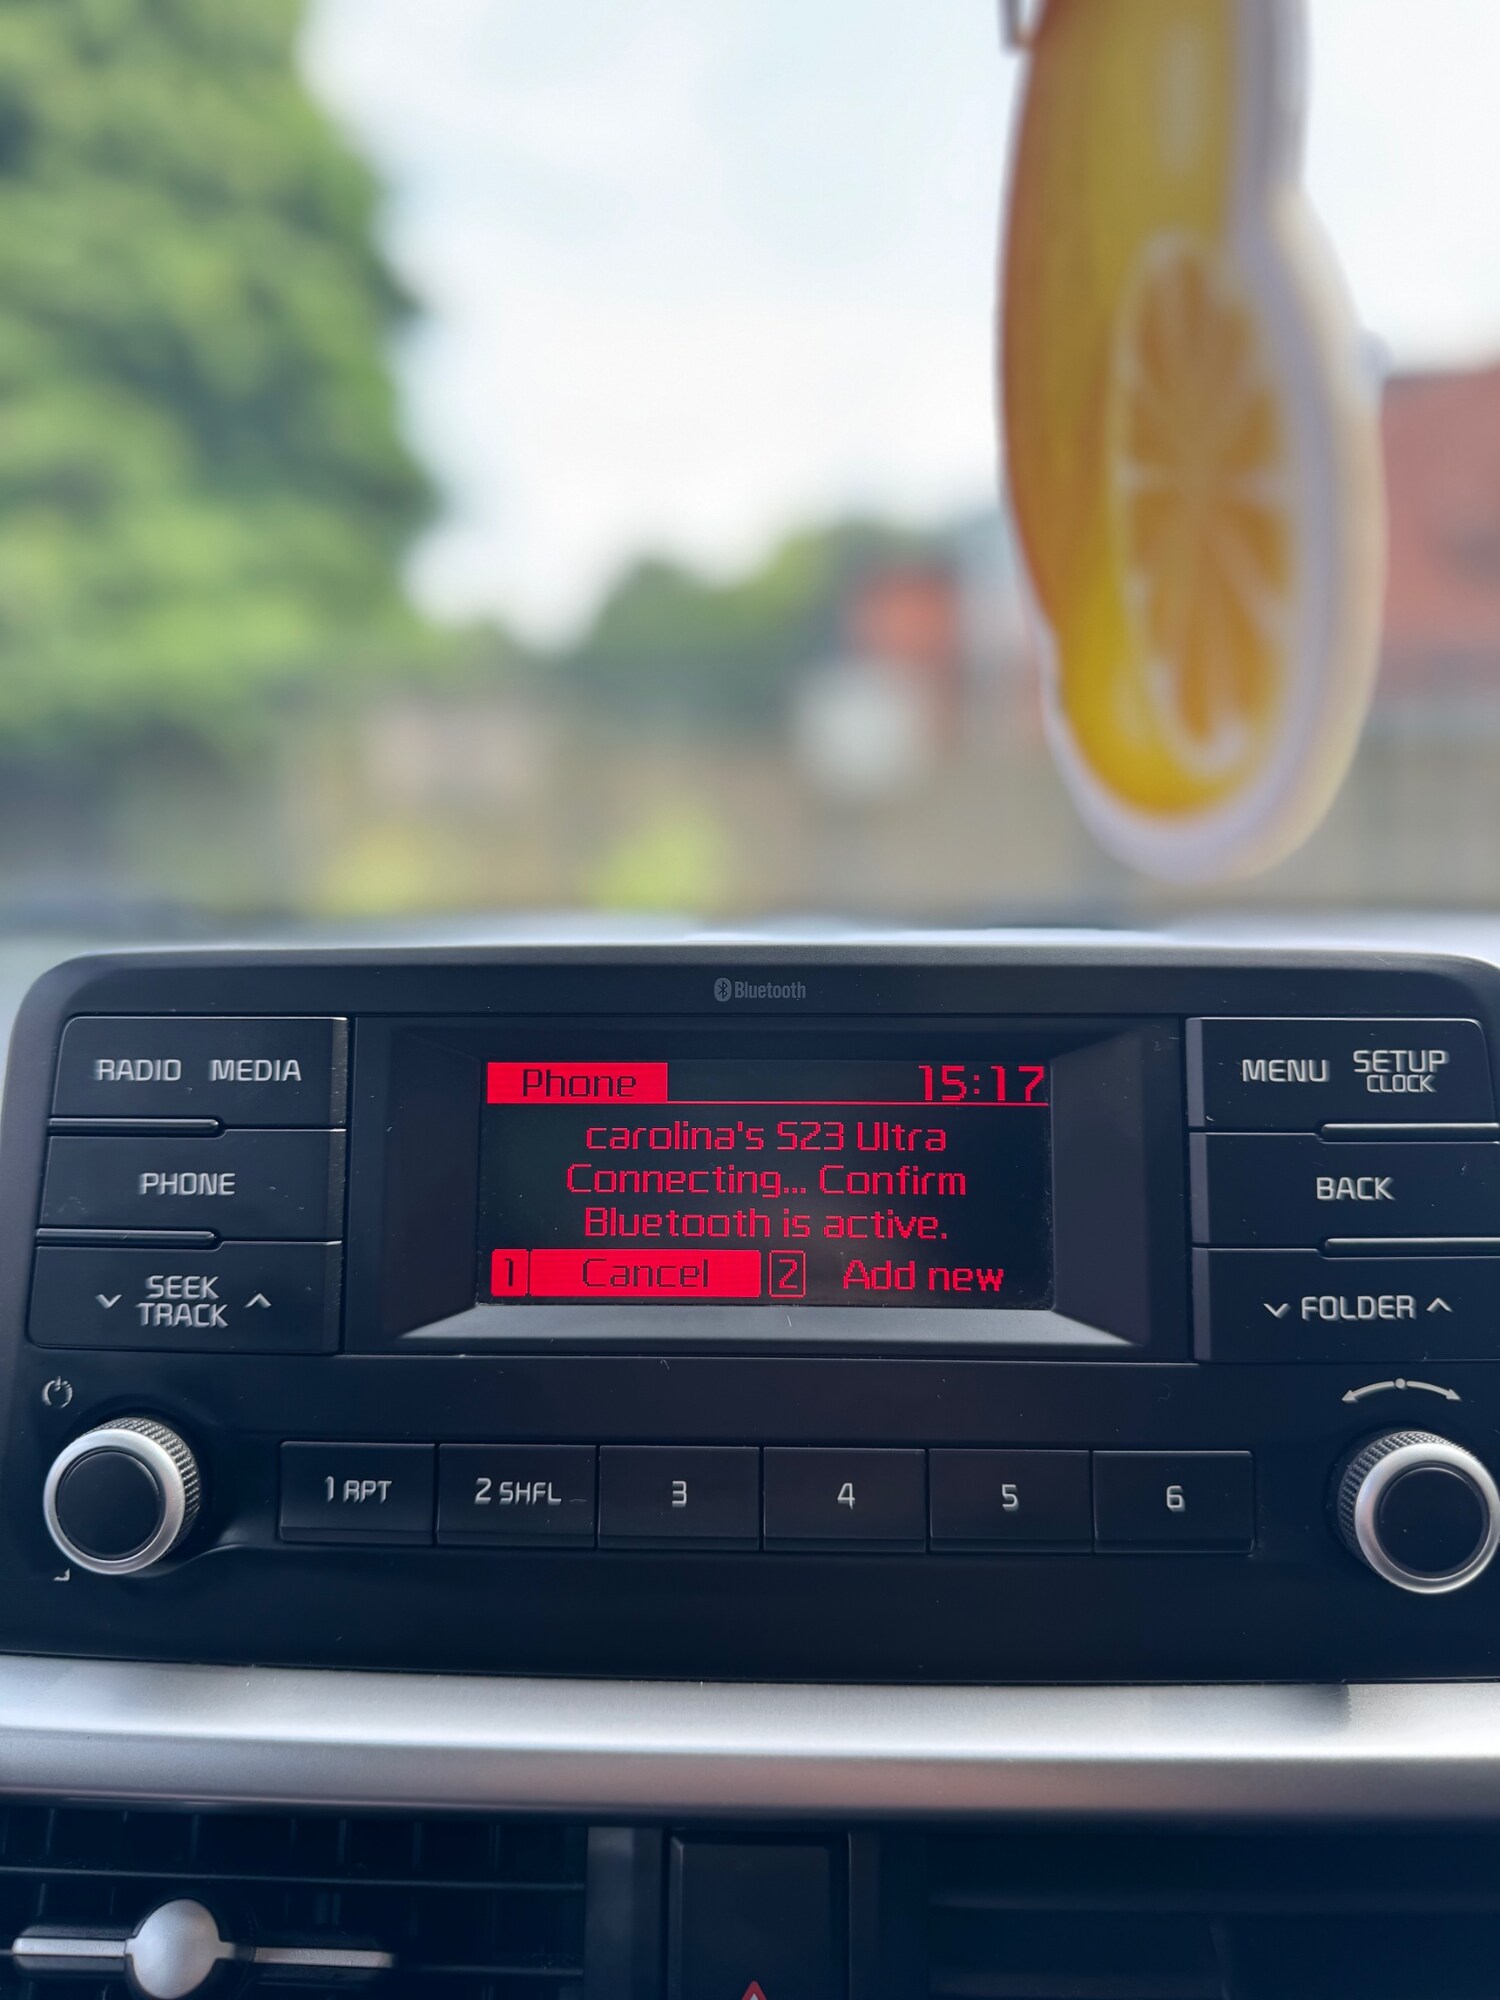 Bluetooth
RADIO MEDIA
PHONE
SEEK
TRACK
Phone 15:17
carolina's S23 Ultra
Connecting... Confirm
Bluetooth is active.
1 Cancel 2 Add new
MENU SETUP
CLOCK
BACK
FOLDER
1 RPT 2 SHFL 3 4 5 6